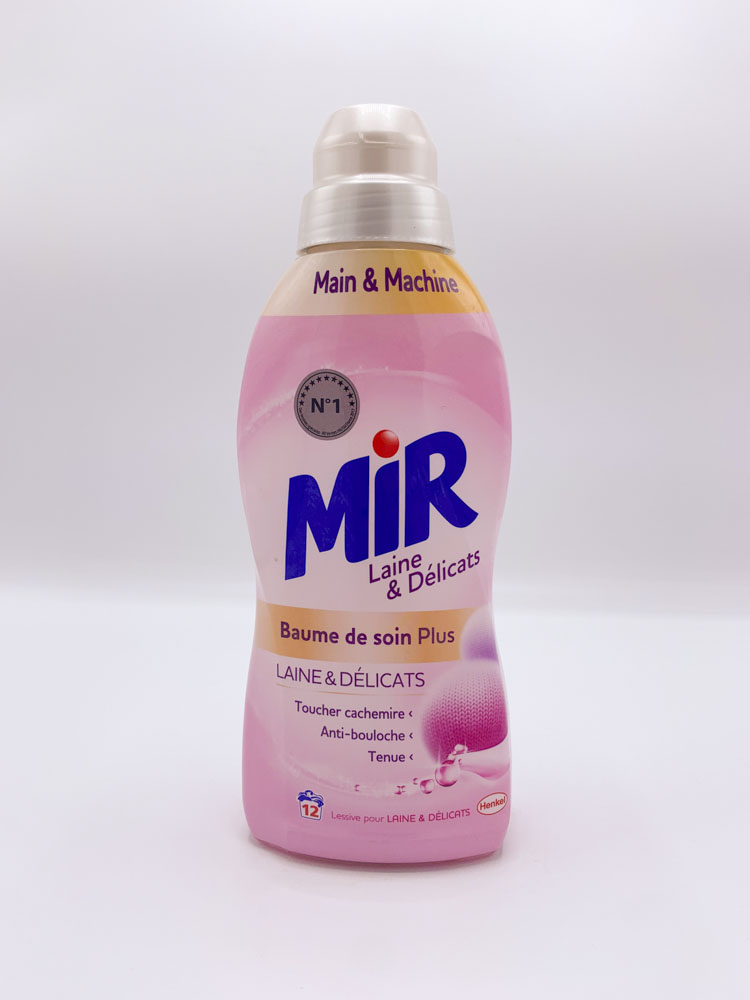 Main & Machine
N°1
MiR
Laine
& Délicats
Baume de soin Plus
LAINE & DÉLICATS
Toucher cachemire ‹
Anti-bouloche ‹
Tenue ‹
12
Lessive pour LAINE & DÉLICATS
Henkel